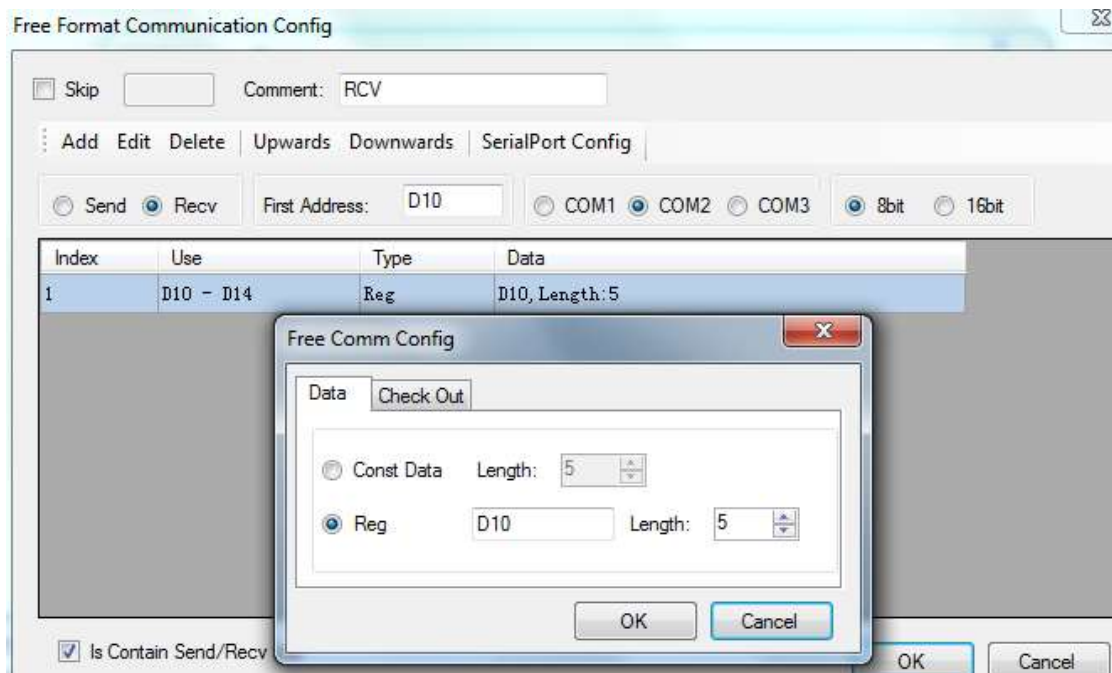 Free Format Communication Config
Skip Comment: RCV
Add Edit Delete Upwards Downwards SerialPort Config
Send Recv First Address: D10 COM1 COM2 COM3 8bit 16bit
Index Use Type Data
1 D10 - D14 Reg D10, Length:5
Free Comm Config
Data Check Out
Const Data Length: 5
Reg D10 Length: 5
OK Cancel
Is Contain Send/Recv
OK Cancel